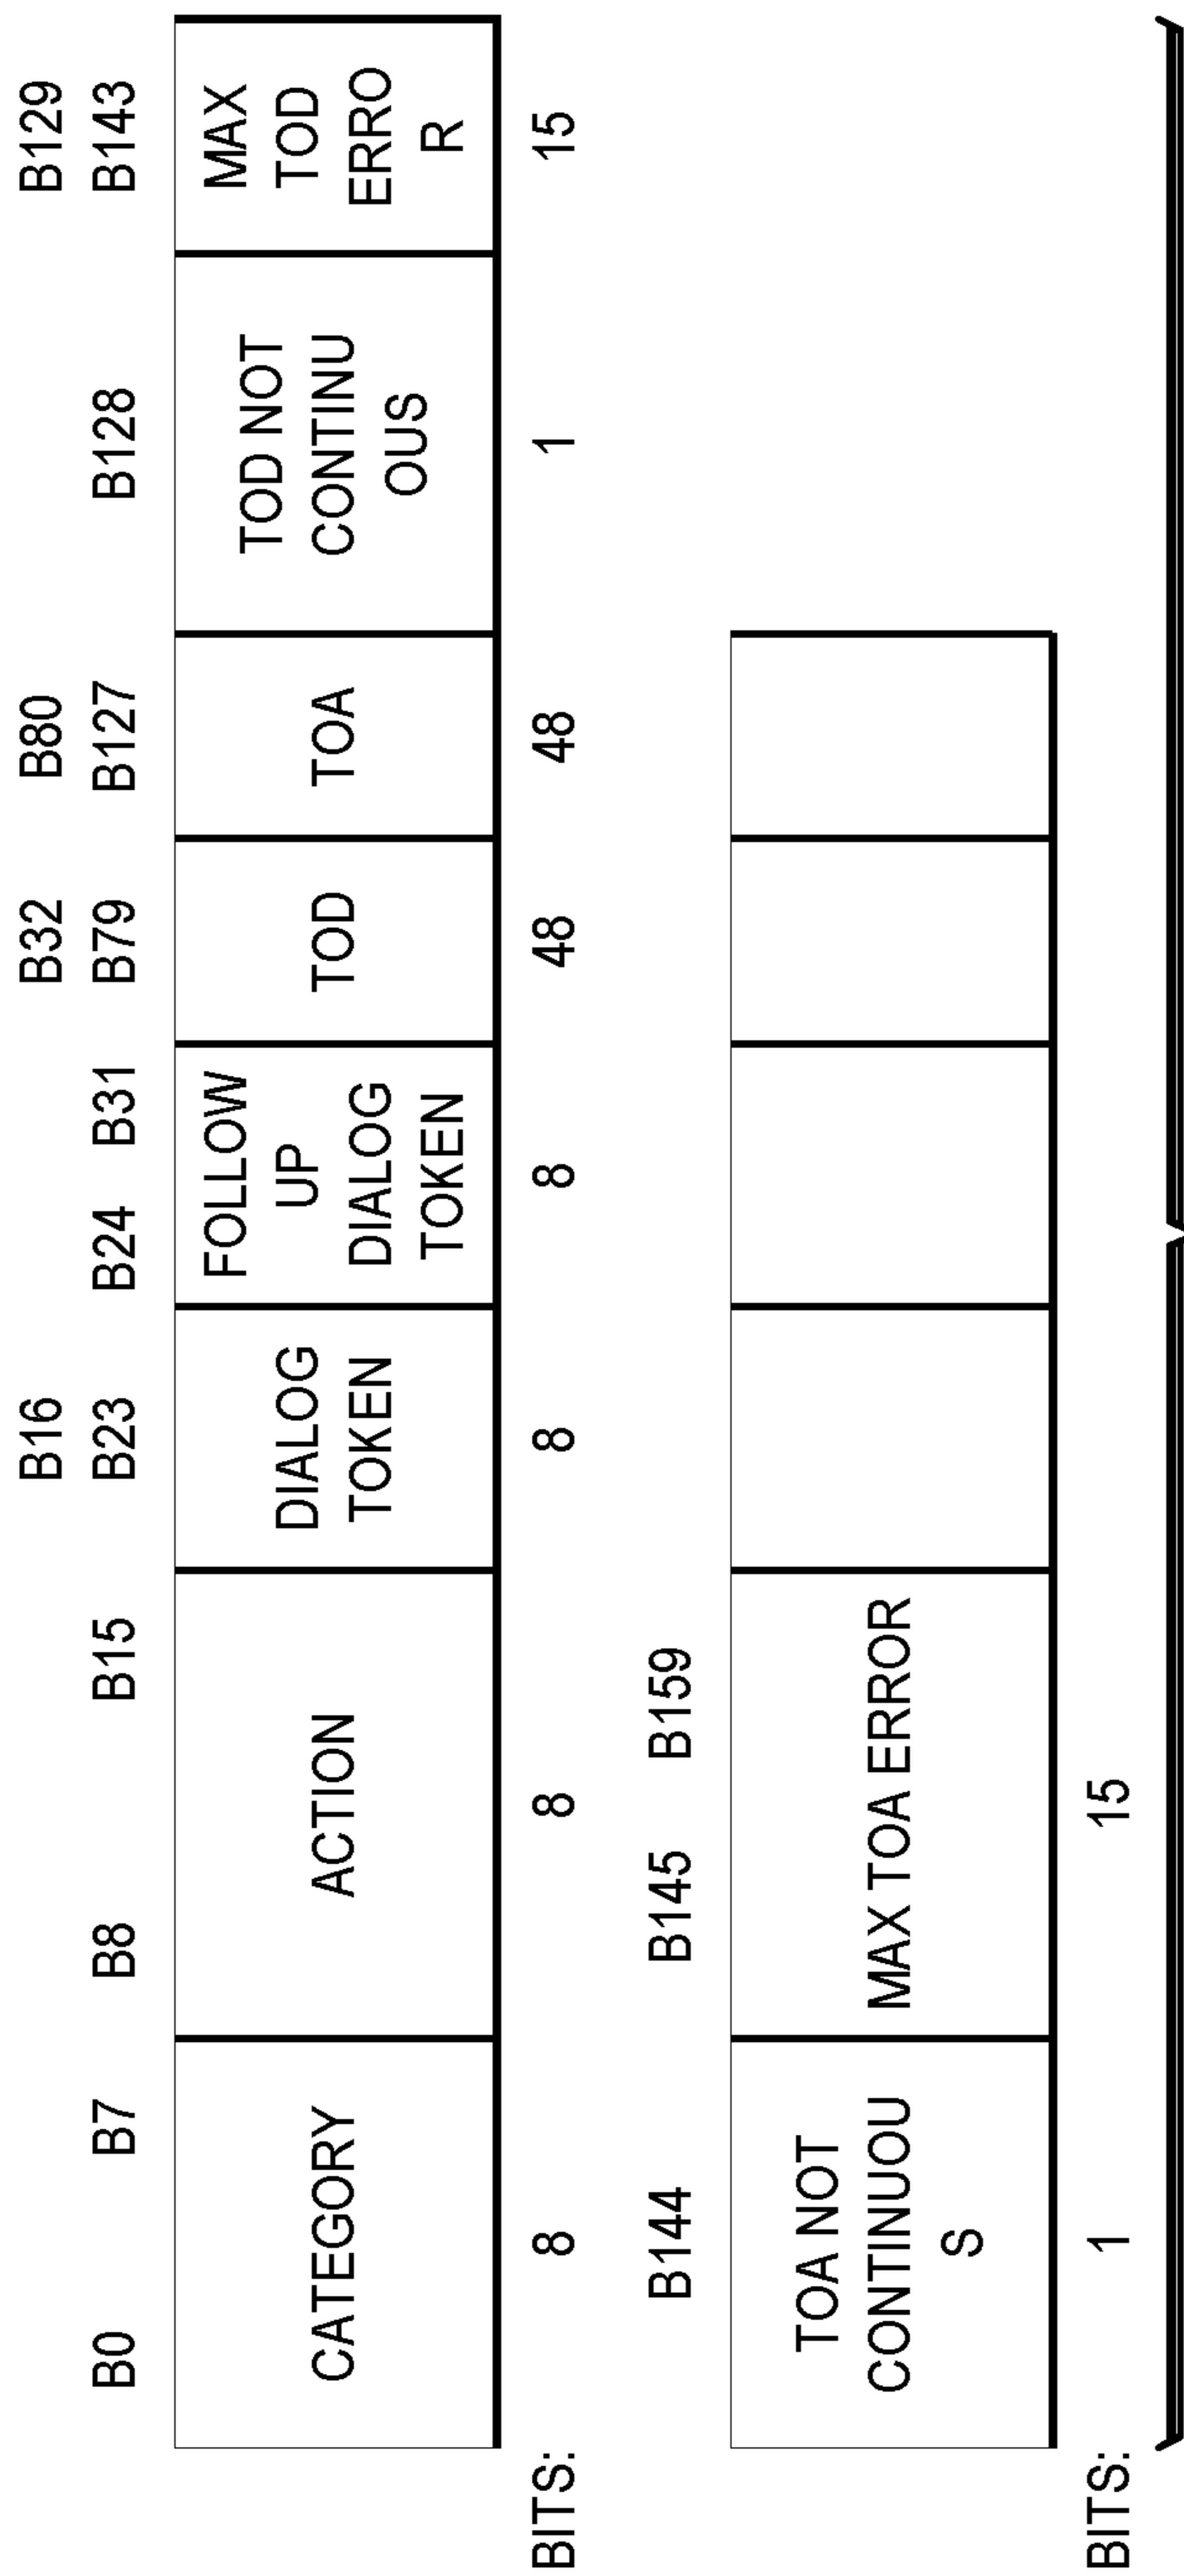 B16 B32 B80 B129
B0 B7 B8 B15 B23 B24 B31 B79 B127 B128 B143
CATEGORY
ACTION
DIALOG
TOKEN
FOLLOW
UP
DIALOG
TOKEN
TOD
TOA
TOD NOT
CONTINU
OUS
MAX
TOD
ERRO
R
BITS: 8 8 8 8 48 48 1 15
B144 B145 B159
TOA NOT
CONTINUOU
S
MAX TOA ERROR
BITS: 1 15